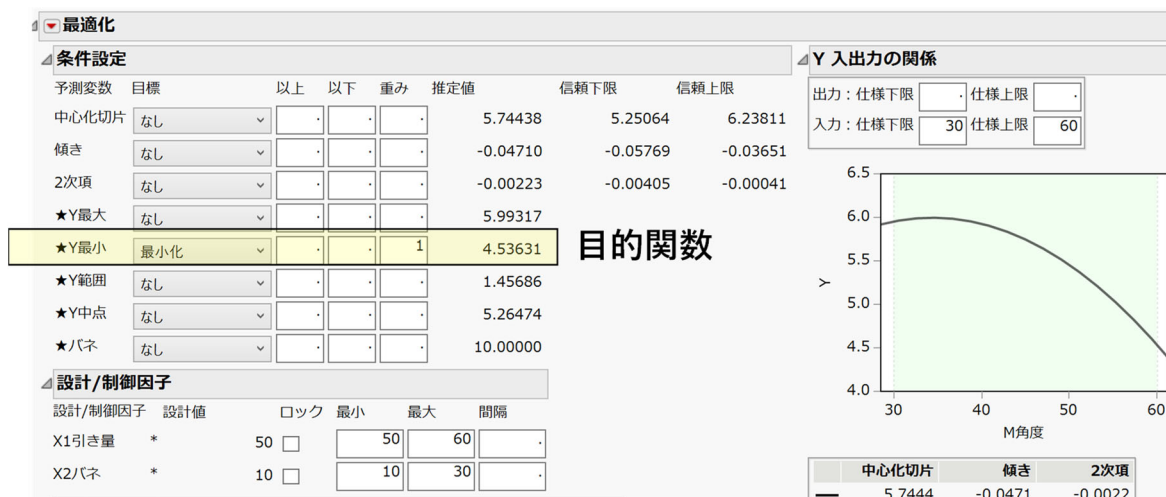 最適化
条件設定
予測変数 目標 以上 以下 重み 推定値 信頼下限 信頼上限
中心化切片 なし . . . 5.74438 5.25064 6.23811
傾き なし . . . -0.04710 -0.05769 -0.03651
2次項 なし . . . -0.00223 -0.00405 -0.00041
★Y最大 なし . . . 5.99317
★Y最小 最小化 . . 1 4.53631
目的関数
★Y範囲 なし . . . 1.45686
★Y中点 なし . . . 5.26474
★バネ なし . . . 10.00000
設計/制御因子
設計/制御因子 設計値 ロック 最小 最大 間隔
X1引き量 * 50 50 60 .
X2バネ * 10 10 30 .
Y 入出力の関係
出力：仕様下限 . 仕様上限 .
入力：仕様下限 30 仕様上限 60
6.5
6.0
5.5
5.0
4.5
4.0
Y
30 40 50 60
M角度
中心化切片 傾き 2次項
5.7444 -0.0471 -0.0022